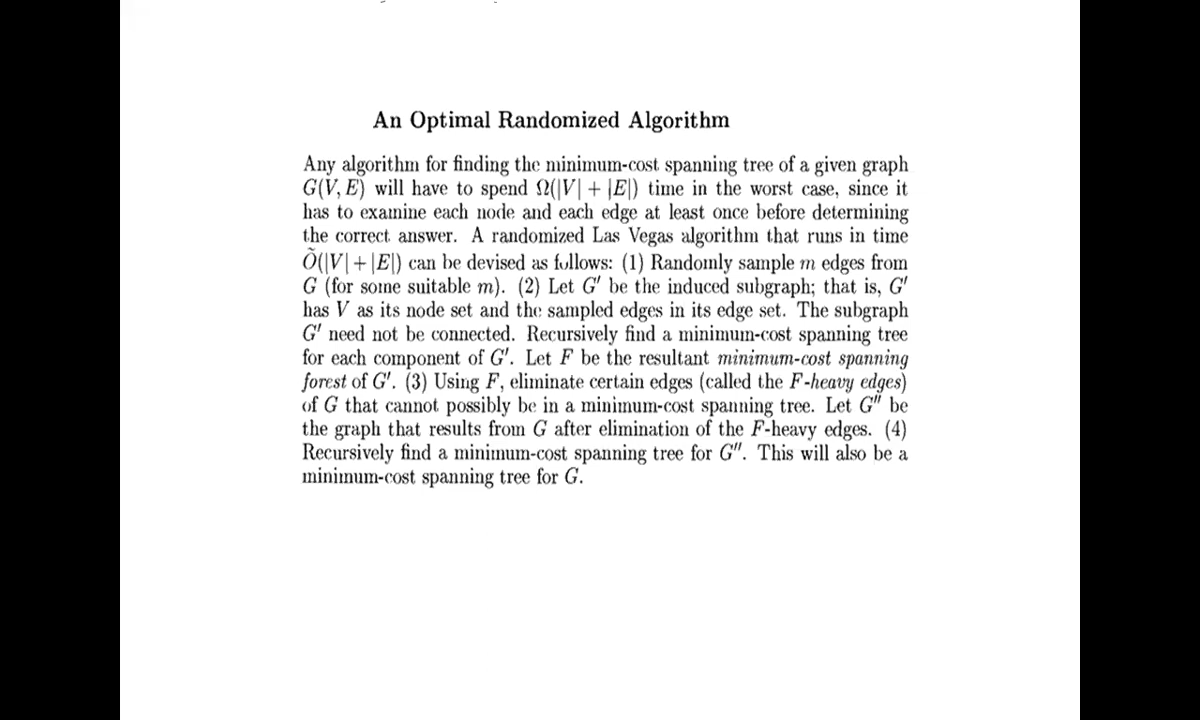 An Optimal Randomized Algorithm
Any algorithm for finding the minimum-cost spanning tree of a given graph
G(V, E) will have to spend Ω(|V| + |E|) time in the worst case, since it
has to examine each node and each edge at least once before determining
the correct answer. A randomized Las Vegas algorithm that runs in time
Õ(|V| + |E|) can be devised as follows: (1) Randomly sample m edges from
G (for some suitable m). (2) Let G′ be the induced subgraph; that is, G′
has V as its node set and the sampled edges in its edge set. The subgraph
G′ need not be connected. Recursively find a minimum-cost spanning tree
for each component of G′. Let F be the resultant minimum-cost spanning
forest of G′. (3) Using F, eliminate certain edges (called the F-heavy edges)
of G that cannot possibly be in a minimum-cost spanning tree. Let G″ be
the graph that results from G after elimination of the F-heavy edges. (4)
Recursively find a minimum-cost spanning tree for G″. This will also be a
minimum-cost spanning tree for G.